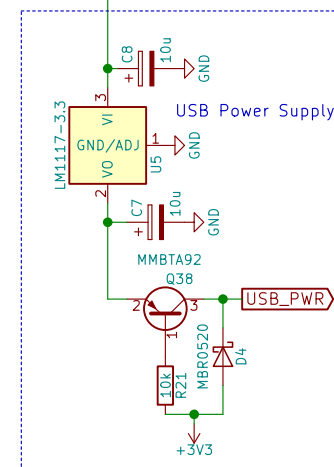 C8
10u
+
GND
3
VI
GND/ADJ
VO
1
GND
LM1117-3.3
U5
2
USB Power Supply
C7
10u
+
GND
MMBTA92
Q38
2
3
1
USB_PWR
MBR0520
D4
10k
R21
+3V3